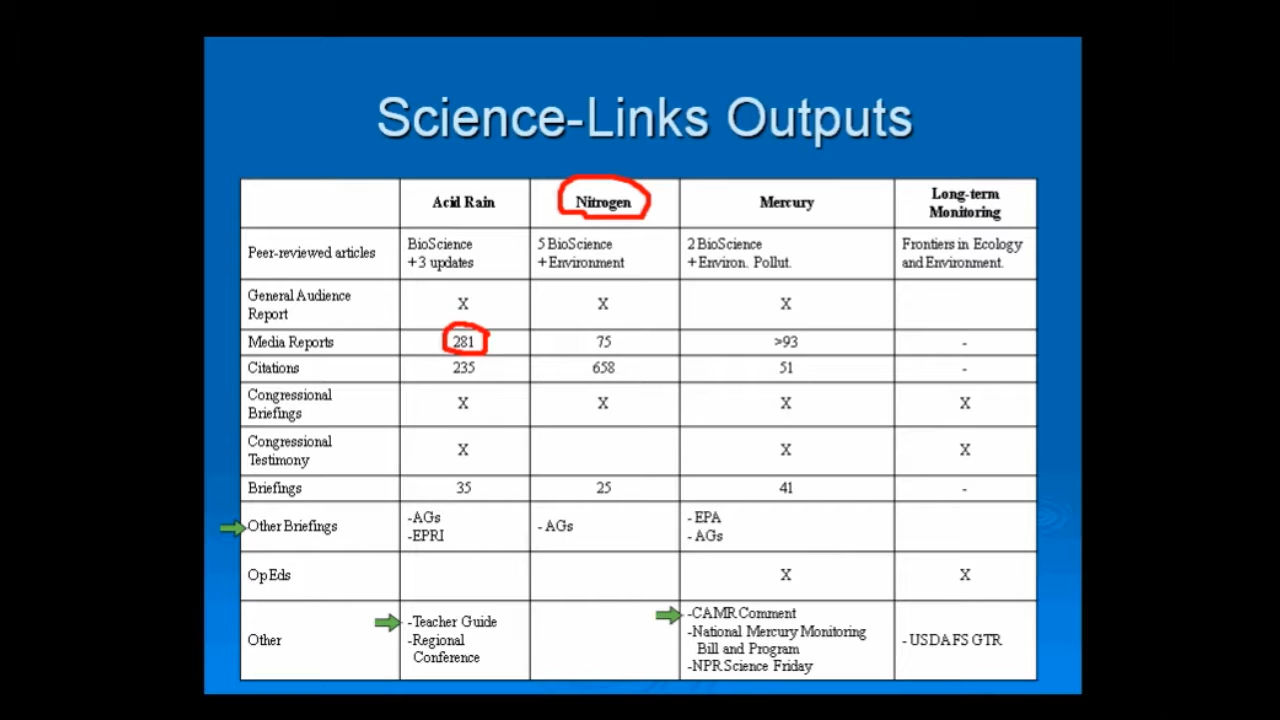 Science-Links Outputs
Acid Rain Nitrogen Mercury Long-term
Monitoring
Peer-reviewed articles BioScience 5 BioScience 2 BioScience Frontiers in Ecology
+3 updates +Environment +Environ. Pollut. and Environment.
General Audience
Report X X X
Media Reports 281 75 >93 -
Citations 235 658 51 -
Congressional
Briefings X X X X
Congressional
Testimony X X X
Briefings 35 25 41 -
Other Briefings -AGs - AGs - EPA
-EPRI - AGs
Op Eds X X
Other -Teacher Guide -CAMR Comment - USDA FS GTR
-Regional -National Mercury Monitoring
Conference Bill and Program
-NPR Science Friday